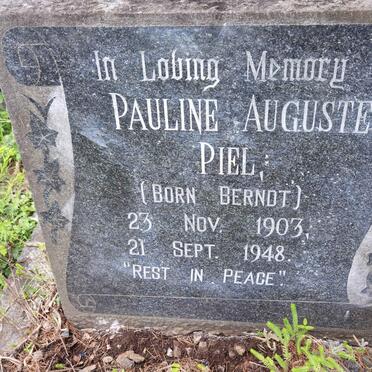 In Loving Memory
PAULINE AUGUSTE
PIEL;
(BORN BERNDT)
23 NOV. 1903,
21 SEPT. 1948.
"REST IN PEACE".